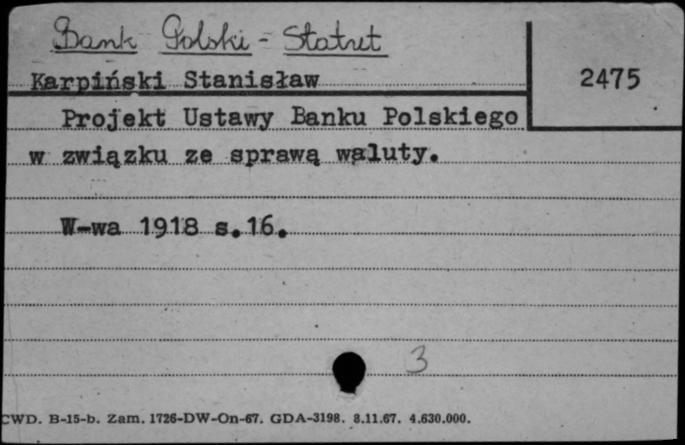 Bank Polski - Statut
Karpiński Stanisław
2475
Projekt Ustawy Banku Polskiego
w związku ze sprawą waluty.
W-wa 1918 s.16.
3
CWD. B-15-b. Zam. 1726-DW-On-67. GDA-3198. 8.11.67. 4.630.000.